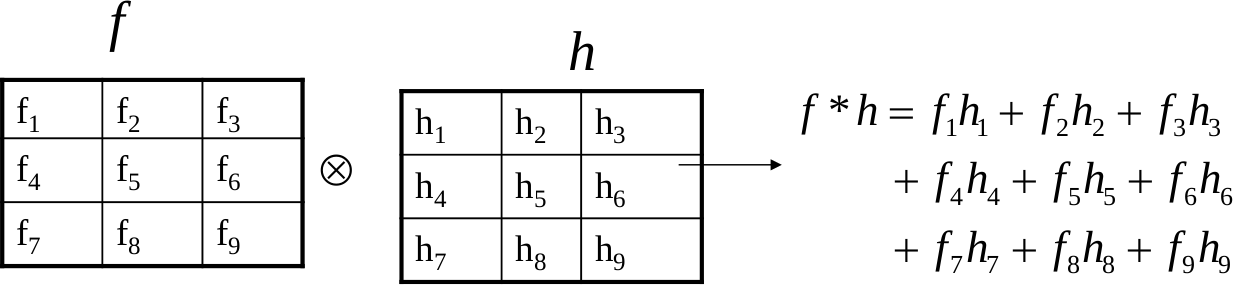 f
h
f₁ f₂ f₃
f₄ f₅ f₆
f₇ f₈ f₉
⊗
h₁ h₂ h₃
h₄ h₅ h₆
h₇ h₈ h₉
f * h = f₁h₁ + f₂h₂ + f₃h₃
+ f₄h₄ + f₅h₅ + f₆h₆
+ f₇h₇ + f₈h₈ + f₉h₉